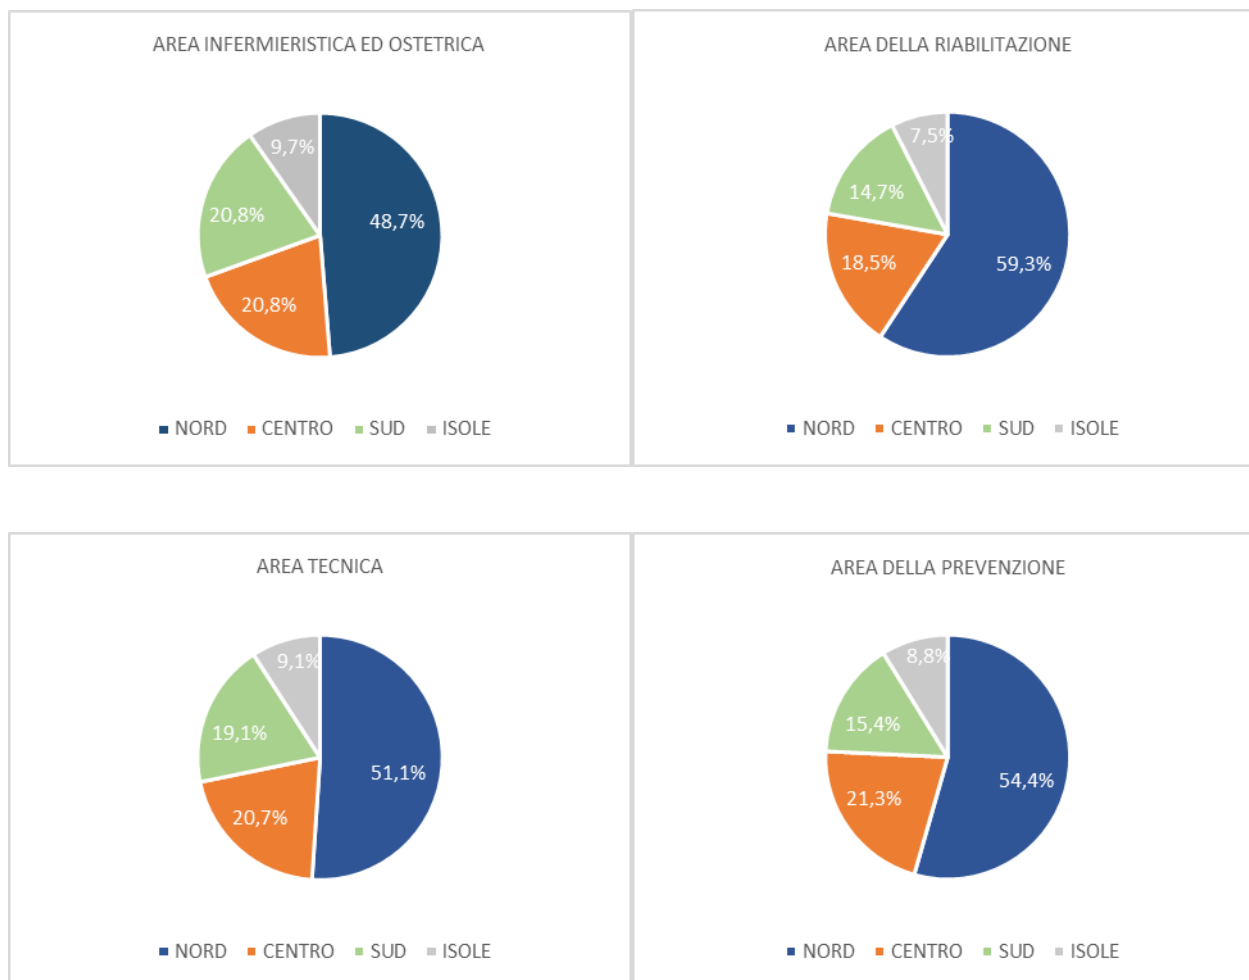 AREA INFERMIERISTICA ED OSTETRICA
9,7%
20,8%
48,7%
20,8%
NORD CENTRO SUD ISOLE
AREA DELLA RIABILITAZIONE
7,5%
14,7%
18,5%
59,3%
NORD CENTRO SUD ISOLE
AREA TECNICA
9,1%
19,1%
51,1%
20,7%
NORD CENTRO SUD ISOLE
AREA DELLA PREVENZIONE
8,8%
15,4%
54,4%
21,3%
NORD CENTRO SUD ISOLE